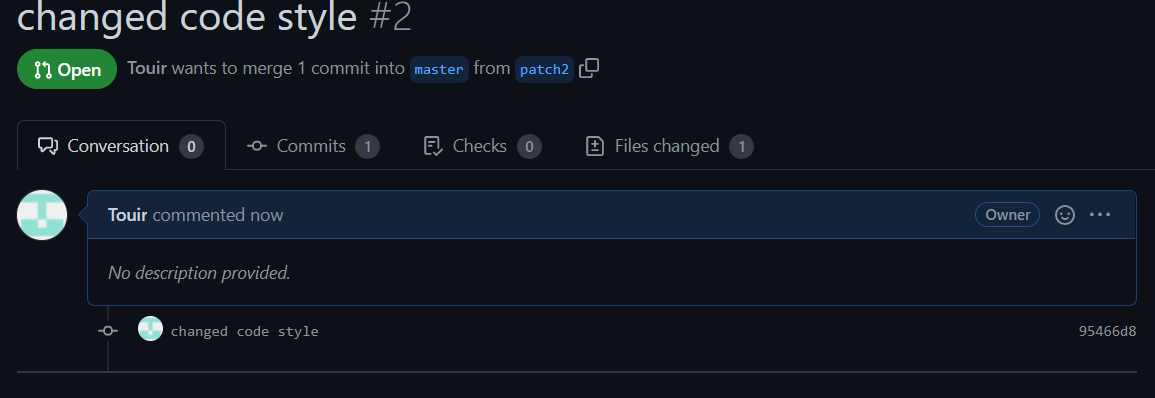 changed code style #2
Open Touir wants to merge 1 commit into master from patch2
Conversation 0 Commits 1 Checks 0 Files changed 1
Touir commented now Owner
No description provided.
changed code style 95466d8